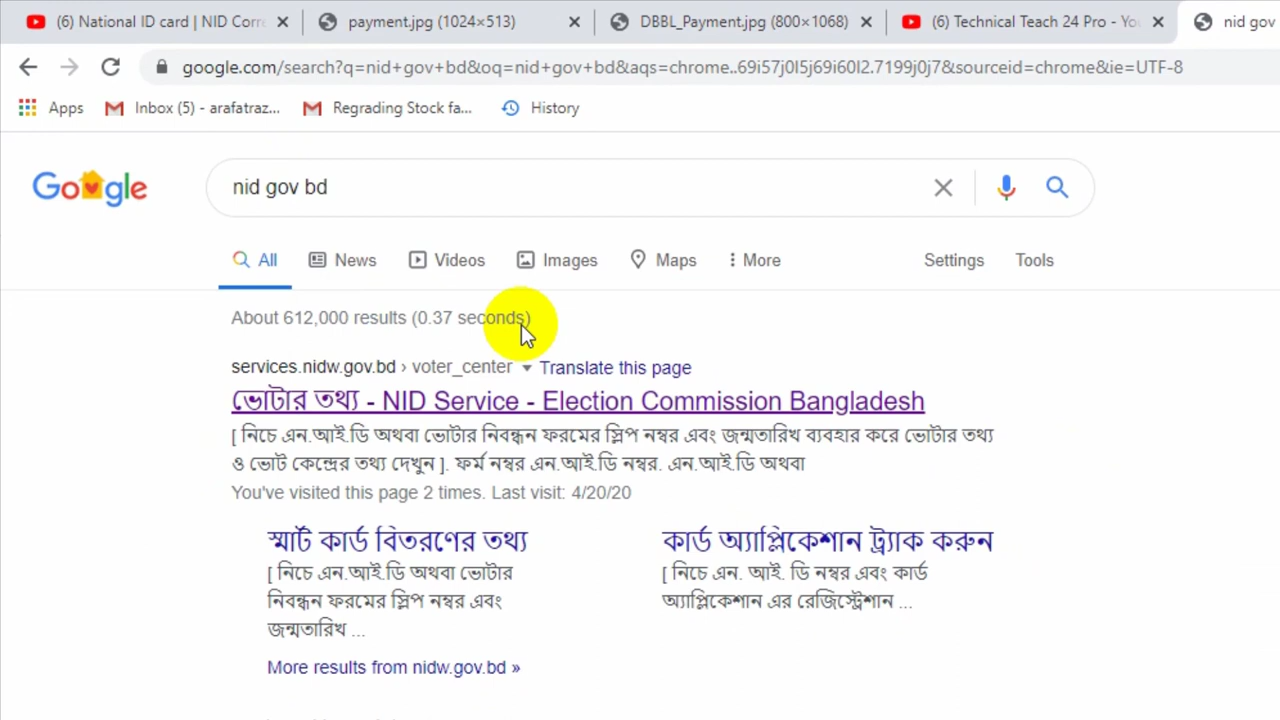 (6) National ID card | NID Corre
payment.jpg (1024×513)
DBBL_Payment.jpg (800×1068)
(6) Technical Teach 24 Pro - You
nid gov
google.com/search?q=nid+gov+bd&oq=nid+gov+bd&aqs=chrome..69i57j0l5j69i60l2.7199j0j7&sourceid=chrome&ie=UTF-8
Apps
Inbox (5) - arafatraz...
Regrading Stock fa...
History
Google
nid gov bd
All
News
Videos
Images
Maps
More
Settings
Tools
About 612,000 results (0.37 seconds)
services.nidw.gov.bd › voter_center
Translate this page
ভোটার তথ্য - NID Service - Election Commission Bangladesh
[ নিচে এন.আই.ডি অথবা ভোটার নিবন্ধন ফরমের স্লিপ নম্বর এবং জন্মতারিখ ব্যবহার করে ভোটার তথ্য
ও ভোট কেন্দ্রের তথ্য দেখুন ]. ফর্ম নম্বর এন.আই.ডি নম্বর. এন.আই.ডি অথবা
You've visited this page 2 times. Last visit: 4/20/20
স্মার্ট কার্ড বিতরণের তথ্য
[ নিচে এন.আই.ডি অথবা ভোটার
নিবন্ধন ফরমের স্লিপ নম্বর এবং
জন্মতারিখ ...
কার্ড অ্যাপ্লিকেশান ট্র্যাক করুন
[ নিচে এন. আই. ডি নম্বর এবং কার্ড
অ্যাপ্লিকেশান এর রেজিস্ট্রেশান ...
More results from nidw.gov.bd »